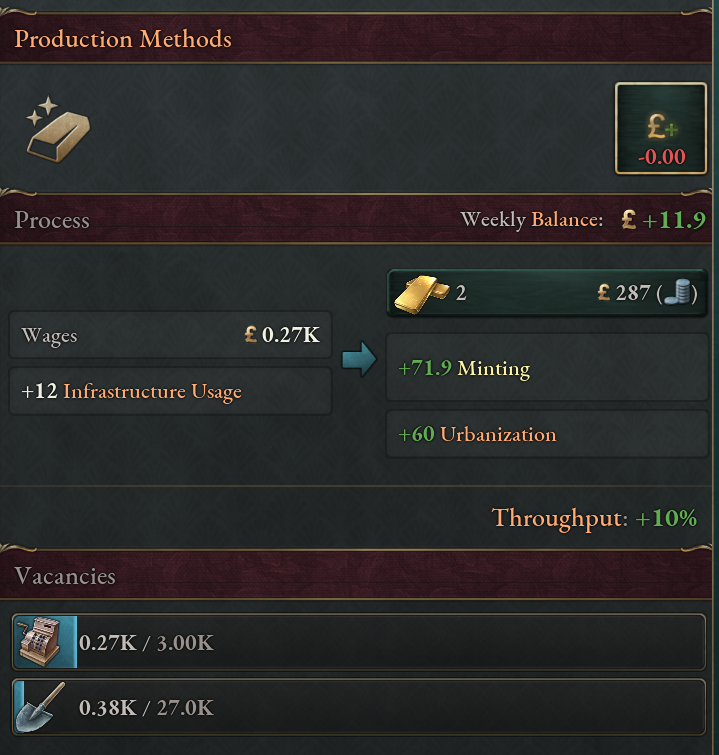 Production Methods
£+
-0.00
Process
Weekly Balance: £ +11.9
2 £ 287 ( )
Wages £ 0.27K
+71.9 Minting
+12 Infrastructure Usage
+60 Urbanization
Throughput: +10%
Vacancies
0.27K / 3.00K
0.38K / 27.0K